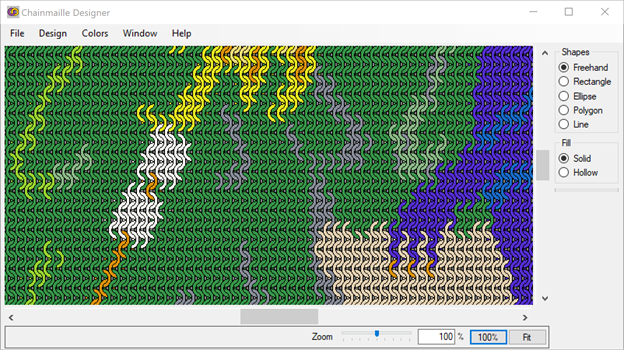 Chainmaille Designer
File Design Colors Window Help
Shapes
Freehand
Rectangle
Ellipse
Polygon
Line
Fill
Solid
Hollow
Zoom 100 % 100% Fit